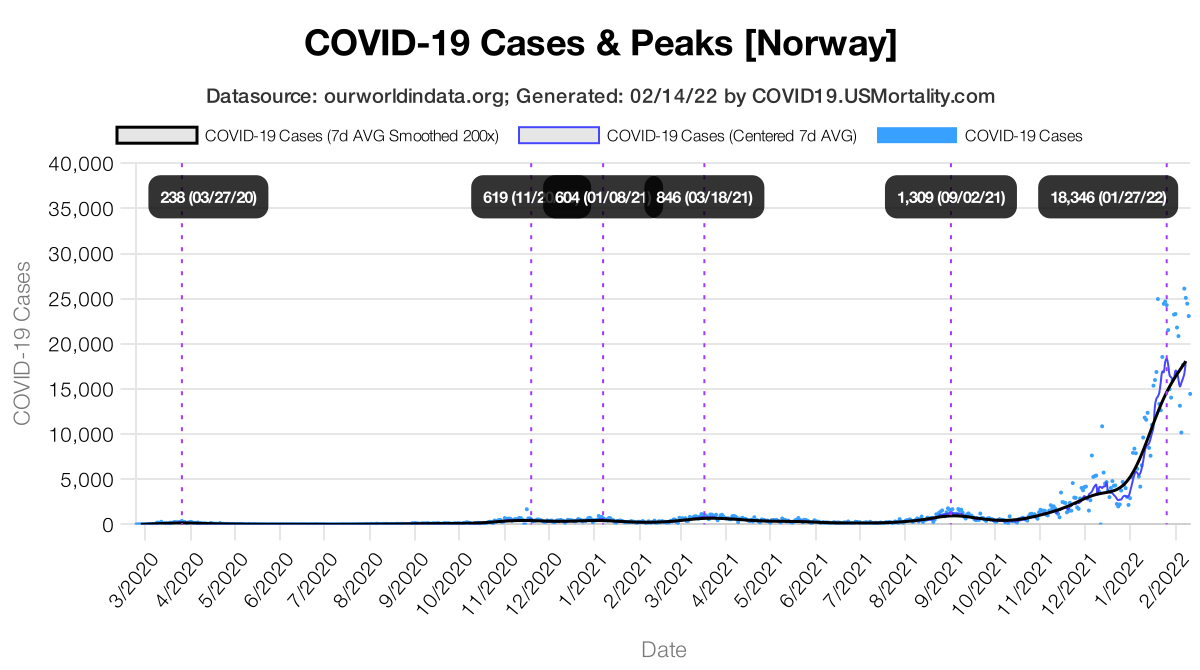 COVID-19 Cases & Peaks [Norway]
Datasource: ourworldindata.org; Generated: 02/14/22 by COVID19.USMortality.com
COVID-19 Cases (7d AVG Smoothed 200x) COVID-19 Cases (Centered 7d AVG) COVID-19 Cases
40,000
238 (03/27/20) 619 (11/2 604 (01/08/21) 846 (03/18/21) 1,309 (09/02/21) 18,346 (01/27/22)
35,000
30,000
25,000
20,000
15,000
10,000
5,000
0
COVID-19 Cases
3/2020 4/2020 5/2020 6/2020 7/2020 8/2020 9/2020 10/2020 11/2020 12/2020 1/2021 2/2021 3/2021 4/2021 5/2021 6/2021 7/2021 8/2021 9/2021 10/2021 11/2021 12/2021 1/2022 2/2022
Date